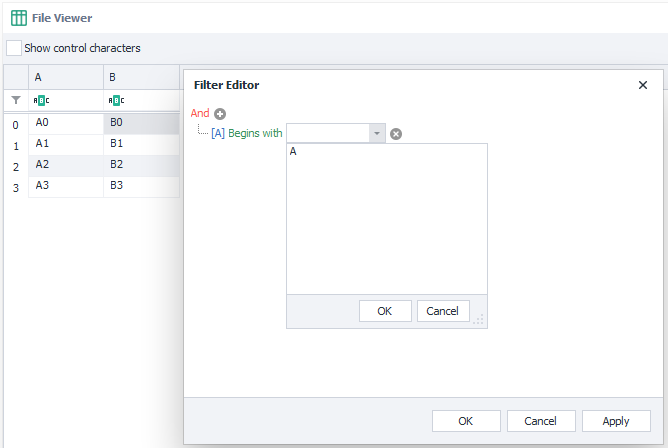 File Viewer
Show control characters
A B
ABC ABC
0 A0 B0
1 A1 B1
2 A2 B2
3 A3 B3
Filter Editor
And
[A] Begins with
A
OK Cancel
OK Cancel Apply